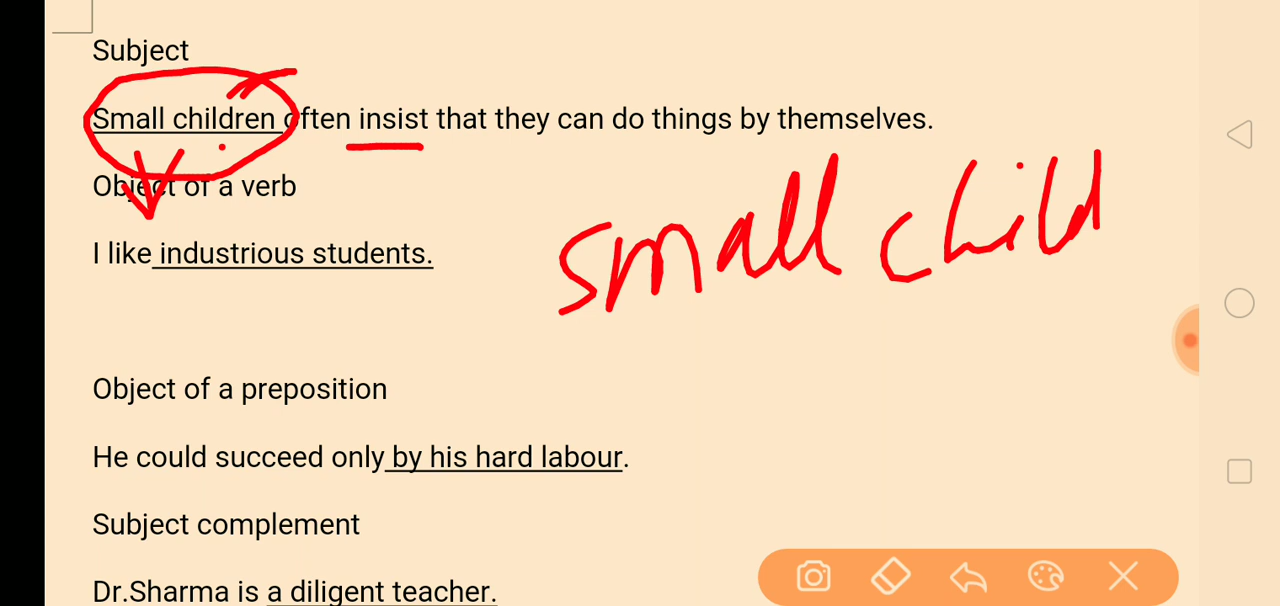 Subject
Small children often insist that they can do things by themselves.
Object of a verb
I like industrious students.
small child
Object of a preposition
He could succeed only by his hard labour.
Subject complement
Dr.Sharma is a diligent teacher.